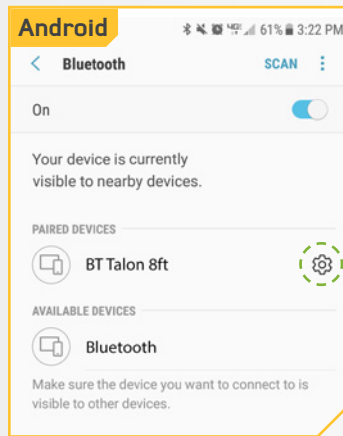 Android
4G 61% 3:22 PM
Bluetooth SCAN
On
Your device is currently
visible to nearby devices.
PAIRED DEVICES
BT Talon 8ft
AVAILABLE DEVICES
Bluetooth
Make sure the device you want to connect to is
visible to other devices.